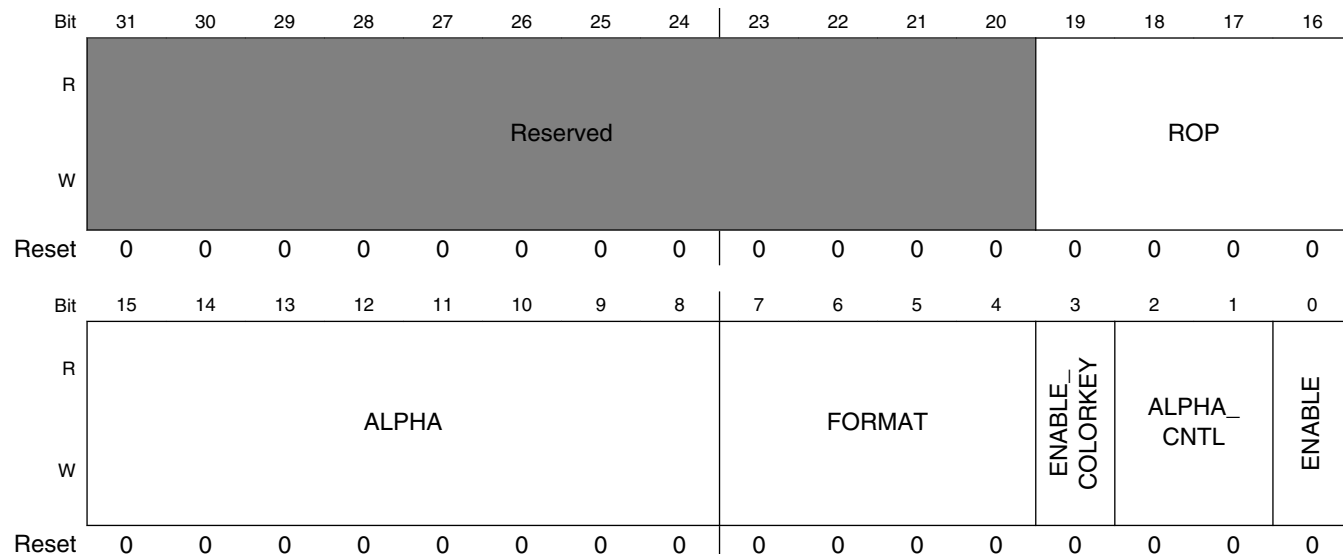 Bit 31 30 29 28 27 26 25 24 23 22 21 20 19 18 17 16
R
Reserved ROP
W
Reset 0 0 0 0 0 0 0 0 0 0 0 0 0 0 0 0
Bit 15 14 13 12 11 10 9 8 7 6 5 4 3 2 1 0
R
ALPHA FORMAT ENABLE_
COLORKEY ALPHA_
CNTL ENABLE
W
Reset 0 0 0 0 0 0 0 0 0 0 0 0 0 0 0 0